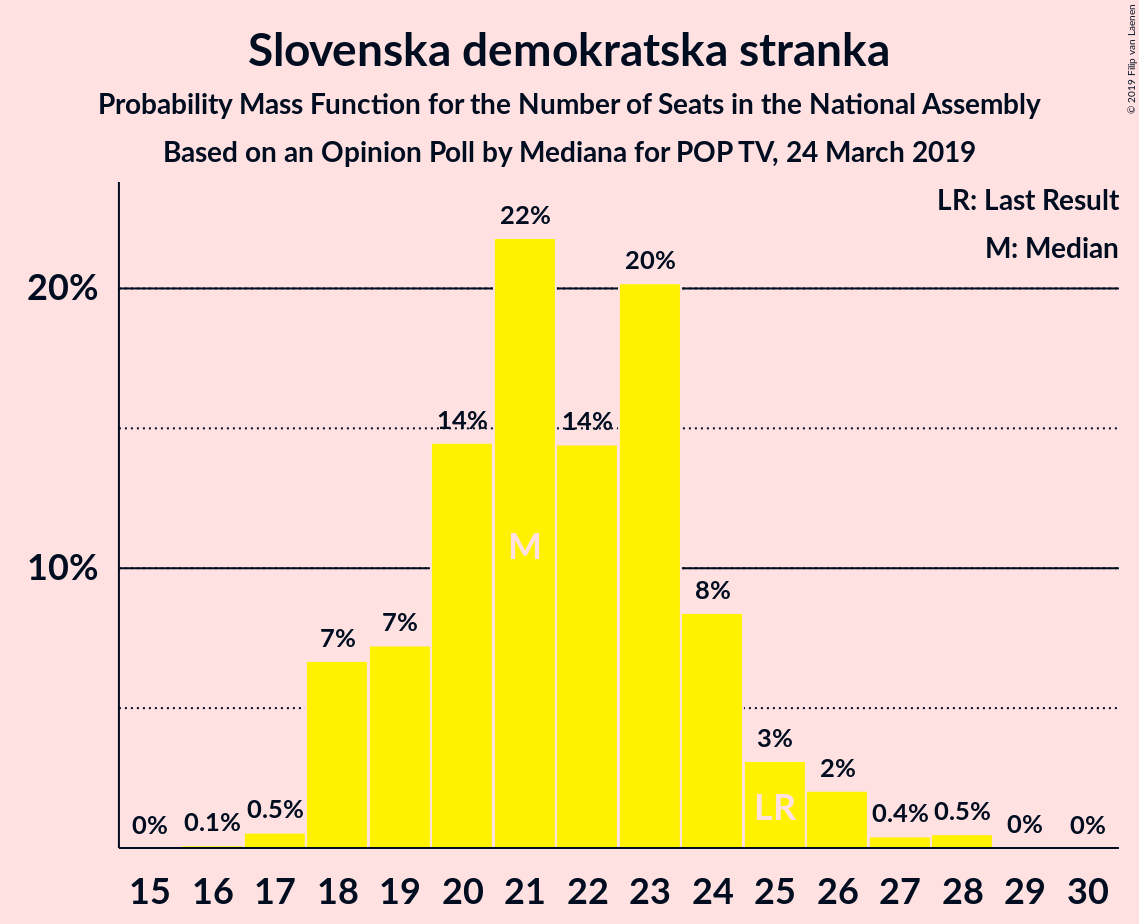 Slovenska demokratska stranka
Probability Mass Function for the Number of Seats in the National Assembly
Based on an Opinion Poll by Mediana for POP TV, 24 March 2019
© 2019 Filip van Laenen
LR: Last Result
M: Median
20%
10%
0%
0.1%
0.5%
7%
7%
14%
22%
14%
20%
8%
3%
2%
0.4%
0.5%
0%
0%
M
LR
15 16 17 18 19 20 21 22 23 24 25 26 27 28 29 30